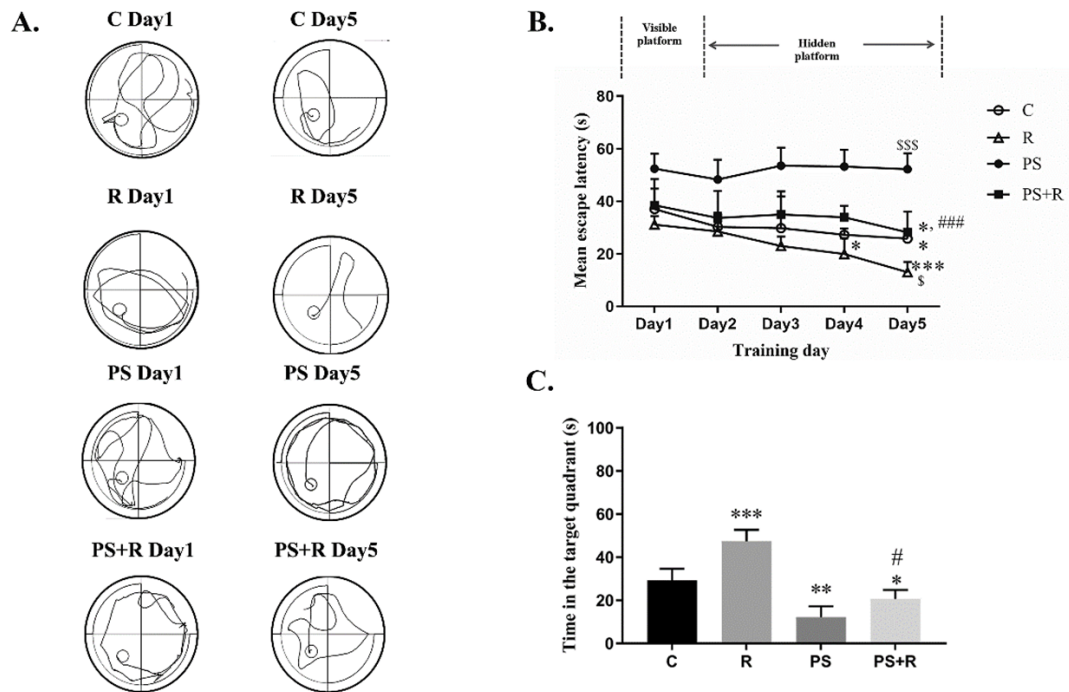 A.
C Day1
C Day5
R Day1
R Day5
PS Day1
PS Day5
PS+R Day1
PS+R Day5
B.
Visible
platform
Hidden
platform
Mean escape latency (s)
80
60
40
20
0
$$$
*, ###
*
*
***
$
Day1 Day2 Day3 Day4 Day5
Training day
C
R
PS
PS+R
C.
Time in the target quadrant (s)
100
80
60
40
20
0
***
**
#
*
C R PS PS+R